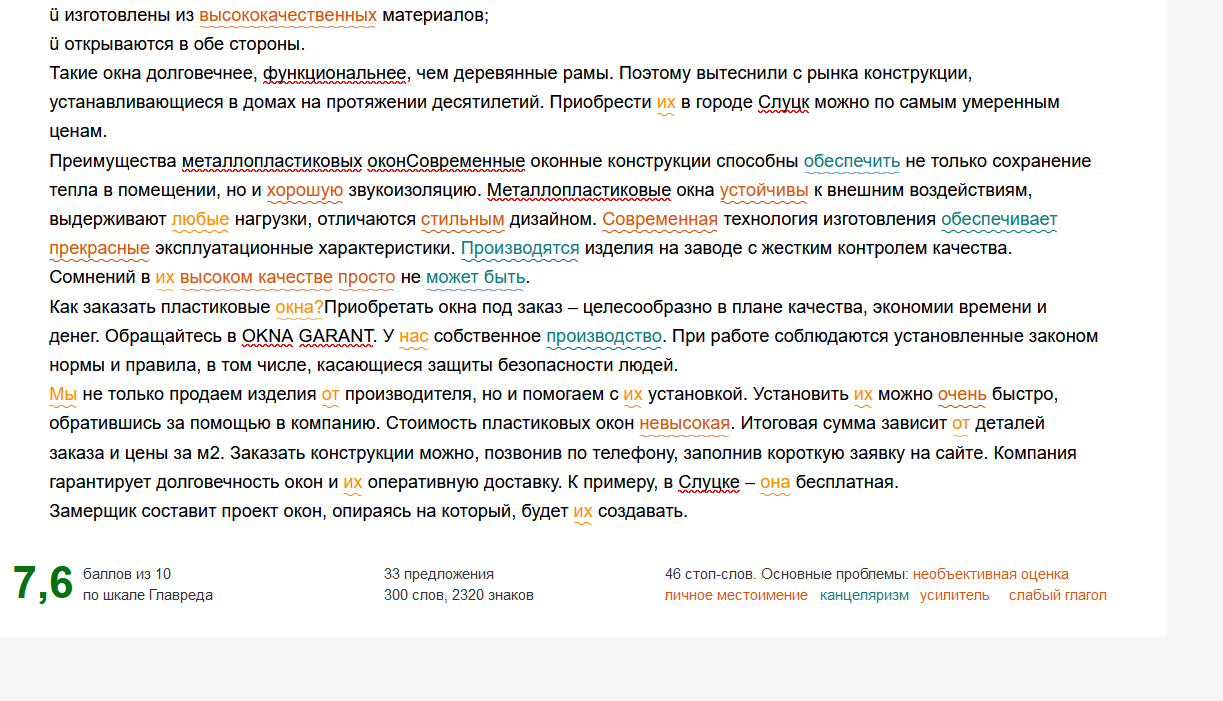 ü изготовлены из высококачественных материалов;
ü открываются в обе стороны.
Такие окна долговечнее, функциональнее, чем деревянные рамы. Поэтому вытеснили с рынка конструкции,
устанавливающиеся в домах на протяжении десятилетий. Приобрести их в городе Слуцк можно по самым умеренным
ценам.
Преимущества металлопластиковых оконСовременные оконные конструкции способны обеспечить не только сохранение
тепла в помещении, но и хорошую звукоизоляцию. Металлопластиковые окна устойчивы к внешним воздействиям,
выдерживают любые нагрузки, отличаются стильным дизайном. Современная технология изготовления обеспечивает
прекрасные эксплуатационные характеристики. Производятся изделия на заводе с жестким контролем качества.
Сомнений в их высоком качестве просто не может быть.
Как заказать пластиковые окна?Приобретать окна под заказ – целесообразно в плане качества, экономии времени и
денег. Обращайтесь в OKNA GARANT. У нас собственное производство. При работе соблюдаются установленные законом
нормы и правила, в том числе, касающиеся защиты безопасности людей.
Мы не только продаем изделия от производителя, но и помогаем с их установкой. Установить их можно очень быстро,
обратившись за помощью в компанию. Стоимость пластиковых окон невысокая. Итоговая сумма зависит от деталей
заказа и цены за м2. Заказать конструкции можно, позвонив по телефону, заполнив короткую заявку на сайте. Компания
гарантирует долговечность окон и их оперативную доставку. К примеру, в Слуцке – она бесплатная.
Замерщик составит проект окон, опираясь на который, будет их создавать.
7,6 баллов из 10 33 предложения 46 стоп-слов. Основные проблемы: необъективная оценка
по шкале Главреда 300 слов, 2320 знаков личное местоимение канцеляризм усилитель слабый глагол